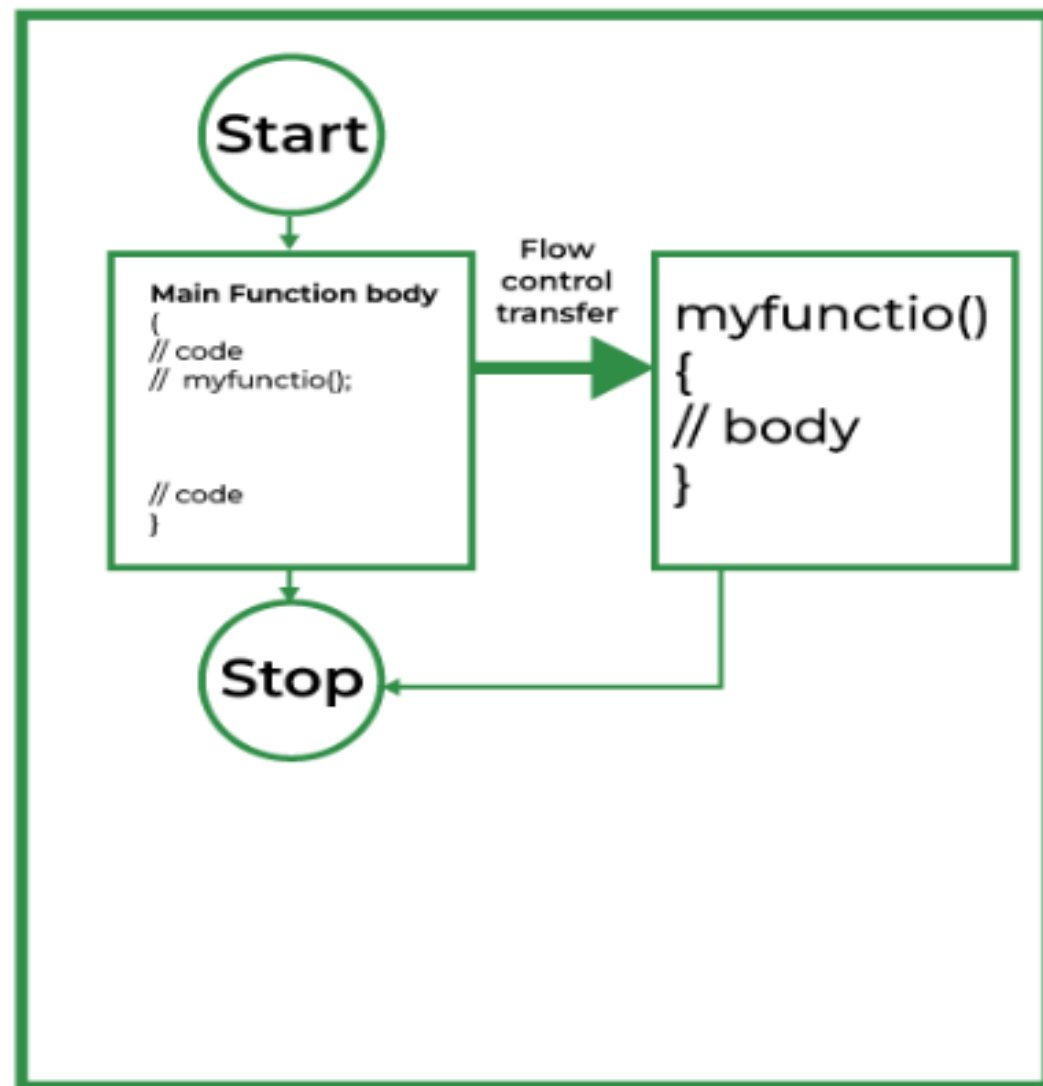 Start
Main Function body
{
// code
// myfunctio();
// code
}
Flow
control
transfer
myfunctio()
{
// body
}
Stop